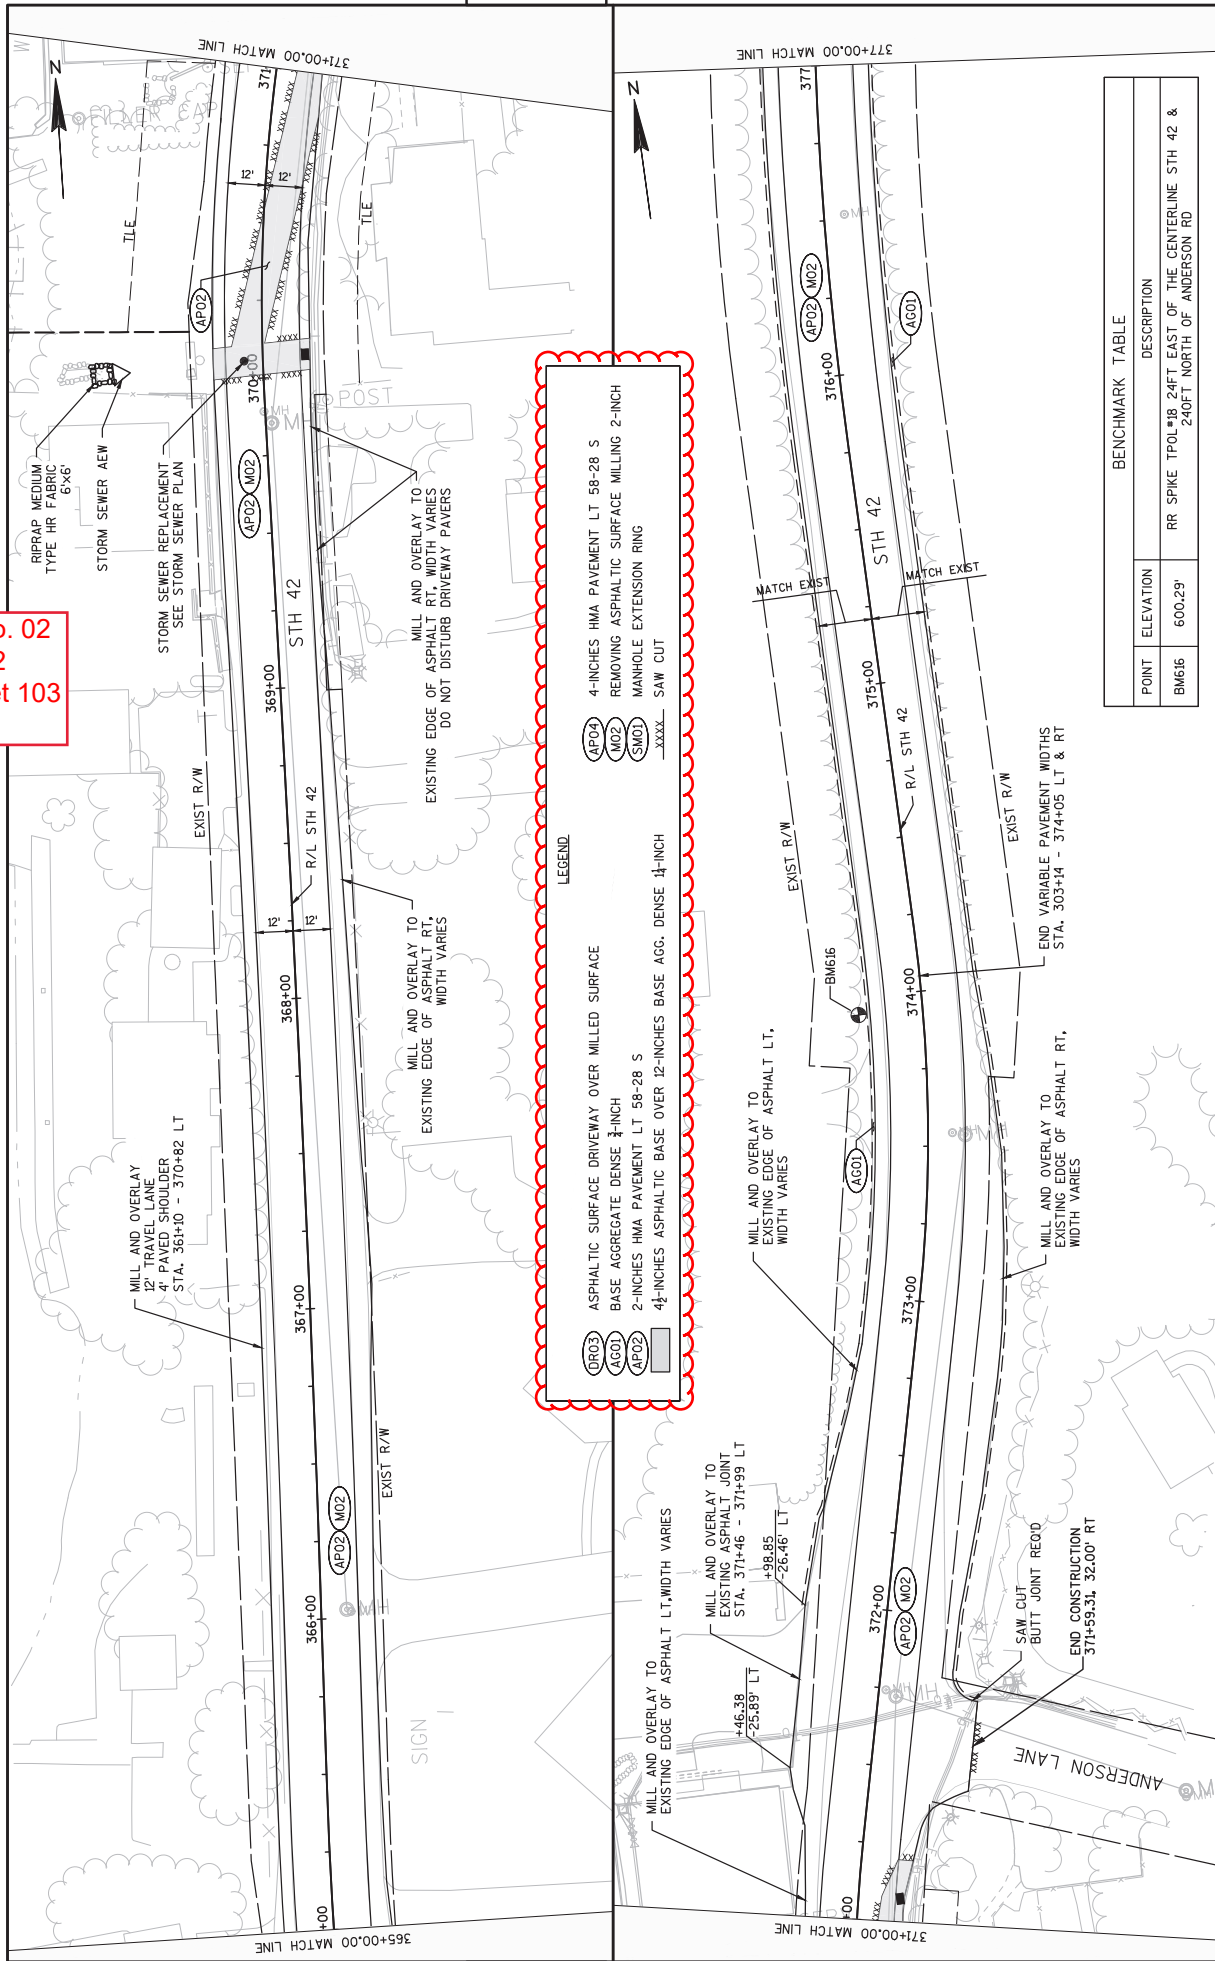 371+00.00 MATCH LINE
N
371
12'
12'
TLE
TLE
AP02
370+00
MH
MH
POST
RIPRAP MEDIUM
TYPE HR FABRIC
6'x6'
STORM SEWER AEW
STORM SEWER REPLACEMENT
SEE STORM SEWER PLAN
AP02 M02
STH 42
MILL AND OVERLAY TO
EXISTING EDGE OF ASPHALT RT, WIDTH VARIES
DO NOT DISTURB DRIVEWAY PAVERS
02
2
103
369+00
EXIST R/W
R/L STH 42
12'
12'
368+00
MILL AND OVERLAY TO
EXISTING EDGE OF ASPHALT RT,
WIDTH VARIES
MILL AND OVERLAY
12' TRAVEL LANE
4' PAVED SHOULDER
STA. 361+10 - 370+82 LT
367+00
EXIST R/W
AP02 M02
366+00
MH
SIGN
+00
365+00.00 MATCH LINE
LEGEND
DR03 ASPHALTIC SURFACE DRIVEWAY OVER MILLED SURFACE
AG01 BASE AGGREGATE DENSE ¾-INCH
AP02 2-INCHES HMA PAVEMENT LT 58-28 S
4½-INCHES ASPHALTIC BASE OVER 12-INCHES BASE AGG. DENSE 1¼-INCH
AP04 4-INCHES HMA PAVEMENT LT 58-28 S
M02 REMOVING ASPHALTIC SURFACE MILLING 2-INCH
SM01 MANHOLE EXTENSION RING
XXXX SAW CUT
377+00.00 MATCH LINE
N
377
MH
AP02 M02
AG01
376+00
STH 42
MATCH EXIST
MATCH EXIST
375+00
R/L STH 42
EXIST R/W
EXIST R/W
END VARIABLE PAVEMENT WIDTHS
STA. 303+14 - 374+05 LT & RT
BM616
374+00
MILL AND OVERLAY TO
EXISTING EDGE OF ASPHALT LT,
WIDTH VARIES
AG01
MILL AND OVERLAY TO
EXISTING EDGE OF ASPHALT RT,
WIDTH VARIES
373+00
MILL AND OVERLAY TO
EXISTING ASPHALT JOINT
STA. 371+46 - 371+99 LT
+98.85
-26.46' LT
MILL AND OVERLAY TO
EXISTING EDGE OF ASPHALT LT,WIDTH VARIES
+46.38
-25.89' LT
372+00
AP02 M02
SAW CUT
BUTT JOINT REQ'D
END CONSTRUCTION
371+59.31, 32.00' RT
ANDERSON LANE
MH
+00
371+00.00 MATCH LINE
BENCHMARK TABLE
POINT ELEVATION DESCRIPTION
BM616 600.29' RR SPIKE TPOL#18 24FT EAST OF THE CENTERLINE STH 42 &
240FT NORTH OF ANDERSON RD